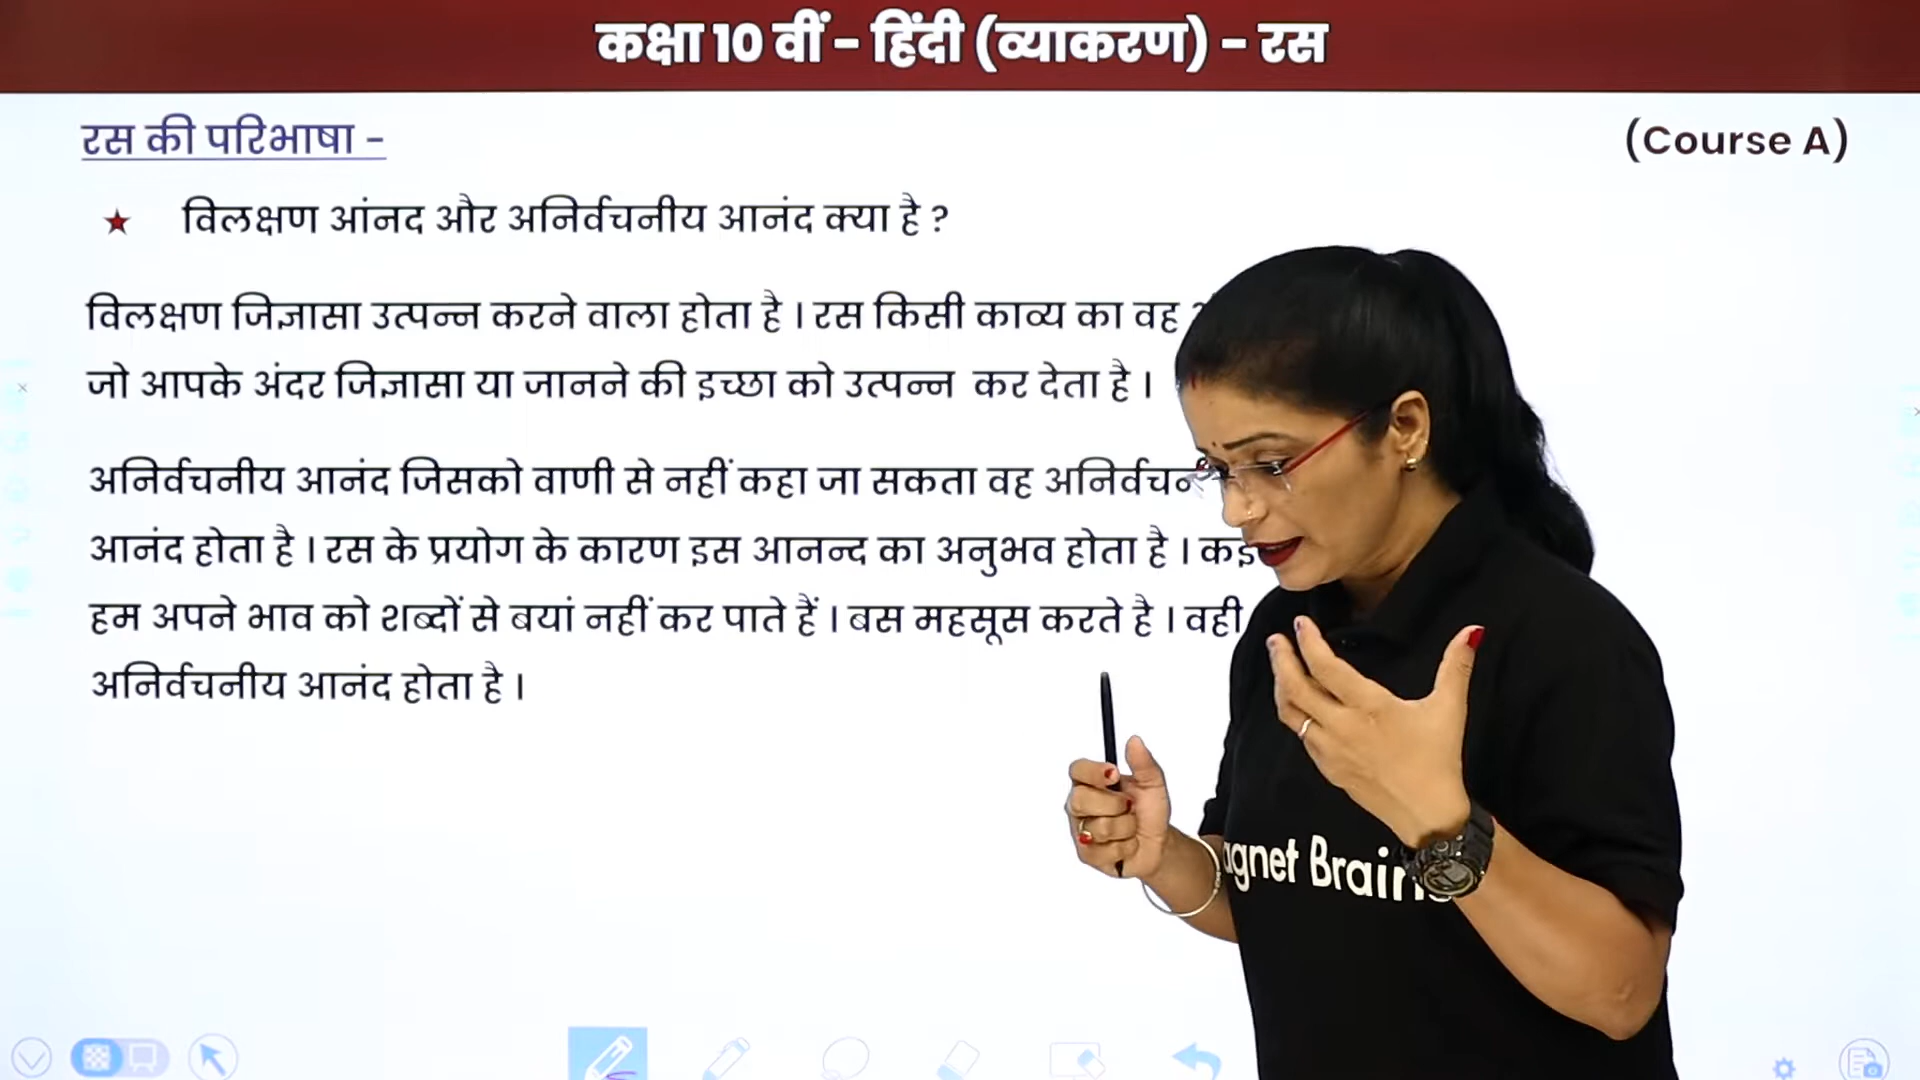 कक्षा 10 वीं - हिंदी (व्याकरण) - रस
रस की परिभाषा -
(Course A)
★ विलक्षण आंनद और अनिर्वचनीय आनंद क्या है ?
विलक्षण जिज्ञासा उत्पन्न करने वाला होता है । रस किसी काव्य का वह
जो आपके अंदर जिज्ञासा या जानने की इच्छा को उत्पन्न कर देता है ।
अनिर्वचनीय आनंद जिसको वाणी से नहीं कहा जा सकता वह
आनंद होता है । रस के प्रयोग के कारण इस आनन्द का अनुभव होता है ।
हम अपने भाव को शब्दों से बयां नहीं कर पाते हैं । बस महसूस करते है । वही
अनिर्वचनीय आनंद होता है ।